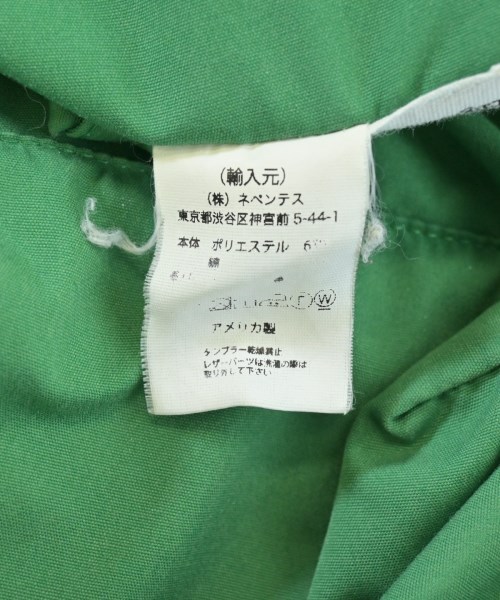 (輸入元)
(株) ネペンテス
東京都渋谷区神宮前 5-44-1
本体 ポリエステル
綿
Ⓦ
アメリカ製
タンブラー乾燥禁止
レザーパーツは洗濯の際は
取り外して下さい